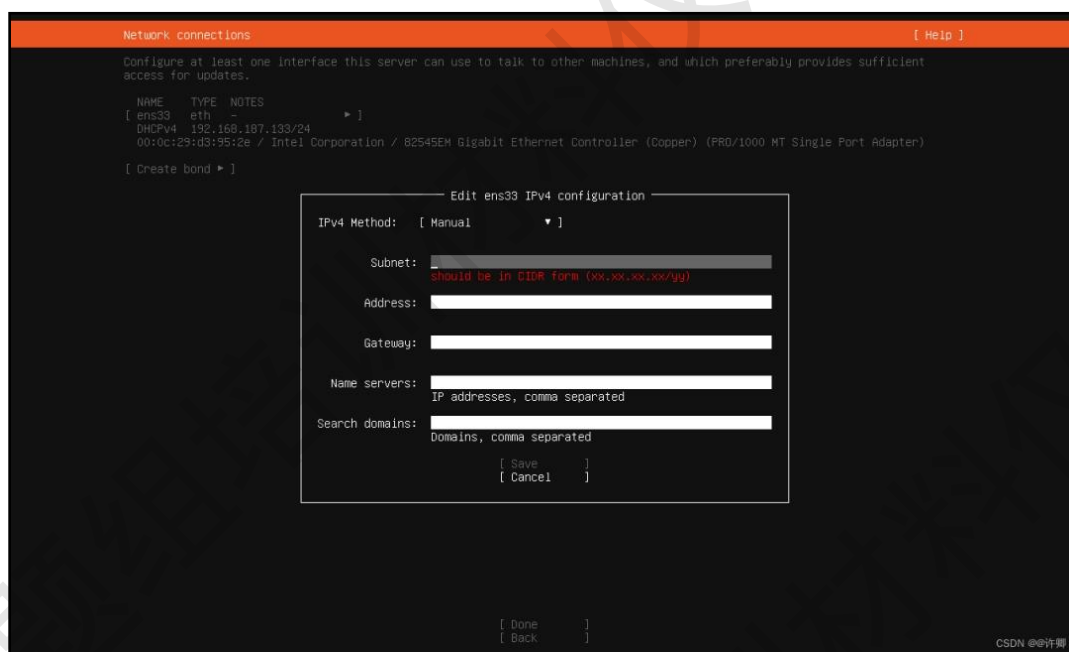 Network connections [ Help ]
Configure at least one interface this server can use to talk to other machines, and which preferably provides sufficient
access for updates.
NAME TYPE NOTES
[ ens33 eth - ▸ ]
DHCPv4 192.168.187.133/24
00:0c:29:d3:95:2e / Intel Corporation / 82545EM Gigabit Ethernet Controller (Copper) (PRO/1000 MT Single Port Adapter)
[ Create bond ▸ ]
Edit ens33 IPv4 configuration
IPv4 Method: [ Manual ▾ ]
Subnet:
should be in CIDR form (xx.xx.xx.xx/yy)
Address:
Gateway:
Name servers:
IP addresses, comma separated
Search domains:
Domains, comma separated
[ Save ]
[ Cancel ]
[ Done ]
[ Back ]
CSDN @@许卿